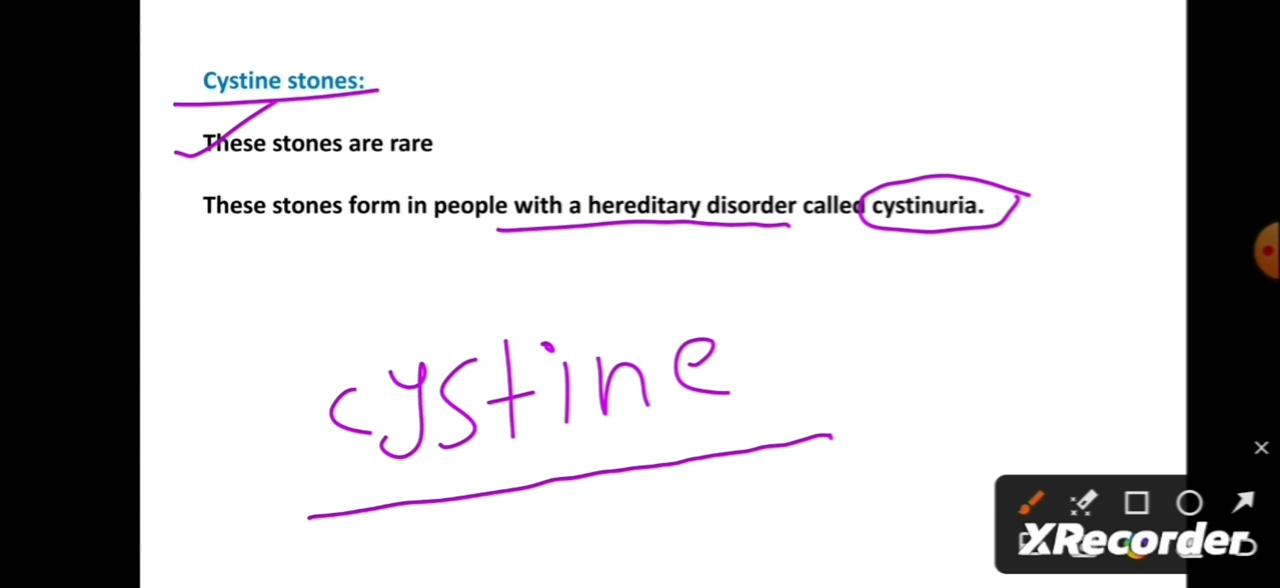 Cystine stones:
These stones are rare
These stones form in people with a hereditary disorder called cystinuria.
cystine
XRecorder